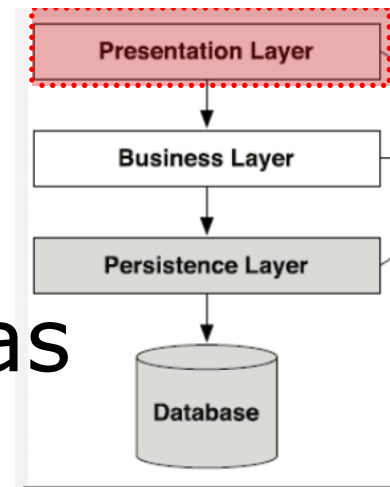 Presentation Layer
Business Layer
Persistence Layer
as
Database